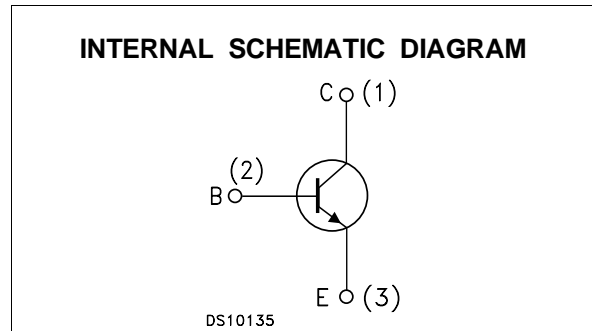 INTERNAL SCHEMATIC DIAGRAM
C (1)
(2)
B
E (3)
DS10135